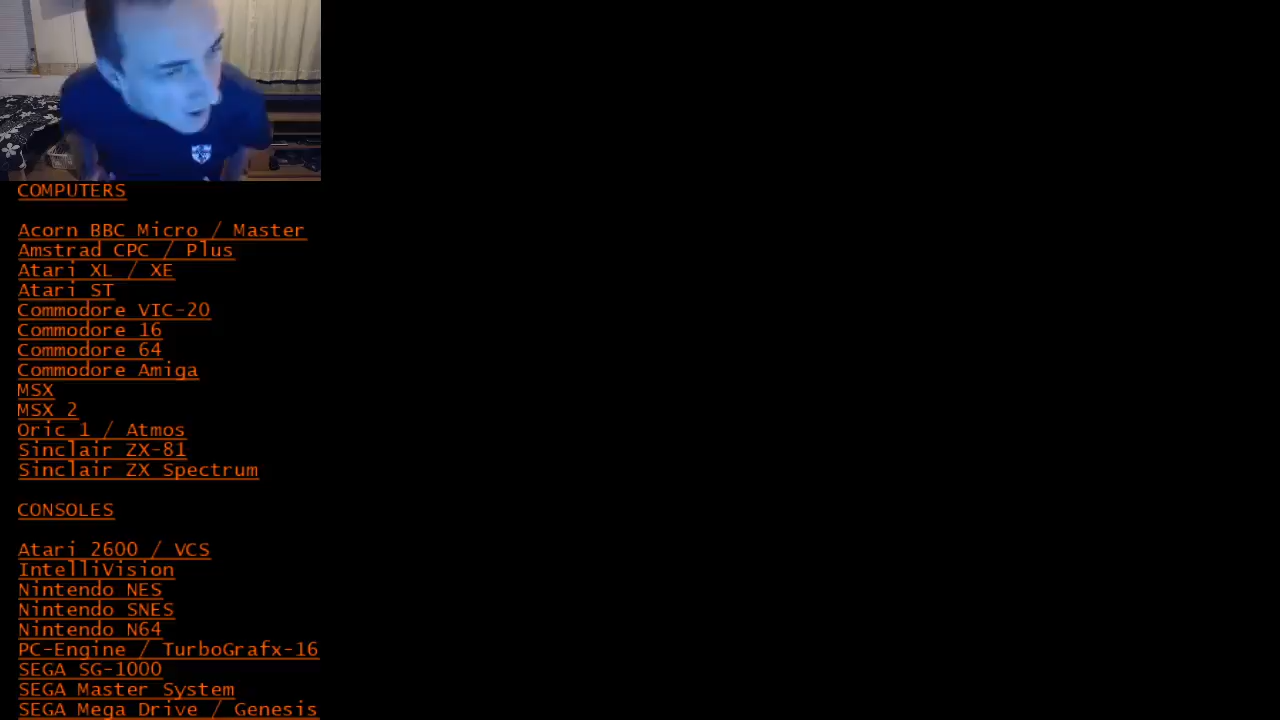 COMPUTERS
Acorn BBC Micro / Master
Amstrad CPC / Plus
Atari XL / XE
Atari ST
Commodore VIC-20
Commodore 16
Commodore 64
Commodore Amiga
MSX
MSX 2
Oric 1 / Atmos
Sinclair ZX-81
Sinclair ZX Spectrum
CONSOLES
Atari 2600 / VCS
IntelliVision
Nintendo NES
Nintendo SNES
Nintendo N64
PC-Engine / TurboGrafx-16
SEGA SG-1000
SEGA Master System
SEGA Mega Drive / Genesis